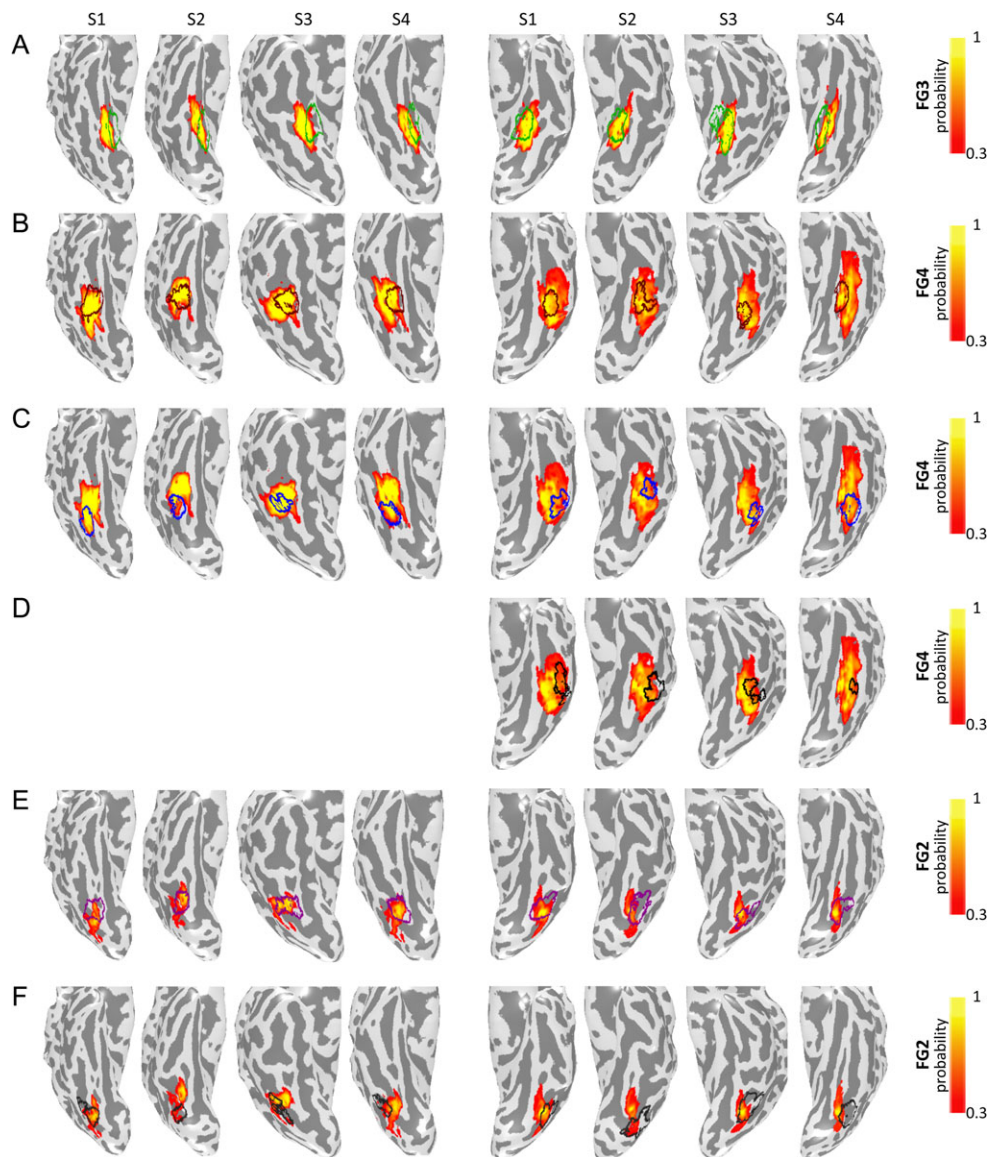 S1 S2 S3 S4 S1 S2 S3 S4
A
1
FG3
probability
0.3
B
1
FG4
probability
0.3
C
1
FG4
probability
0.3
D
1
FG4
probability
0.3
E
1
FG2
probability
0.3
F
1
FG2
probability
0.3